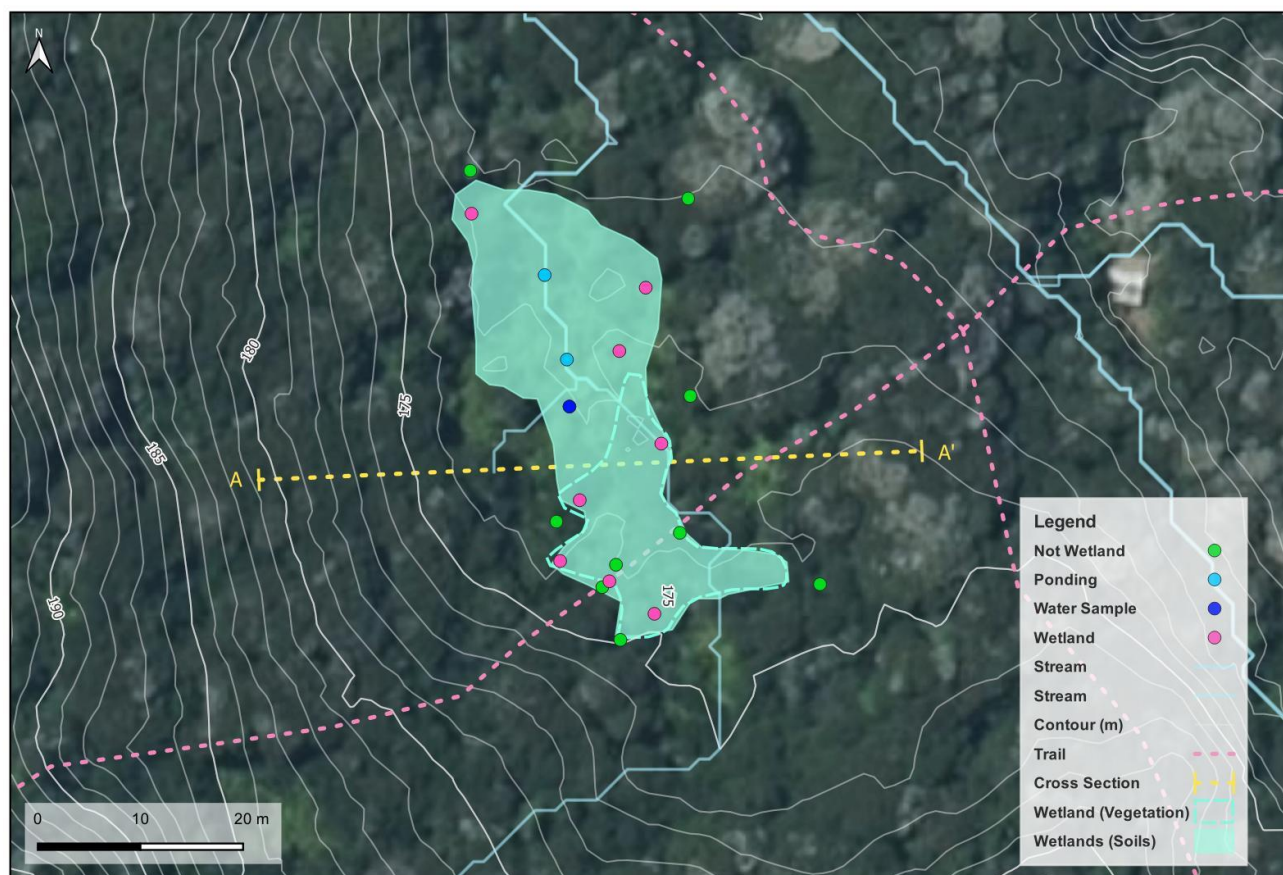 N
180
175
185
190
A
A'
175
Legend
Not Wetland
Ponding
Water Sample
Wetland
Stream
Stream
Contour (m)
Trail
Cross Section
Wetland (Vegetation)
Wetlands (Soils)
0 10 20 m